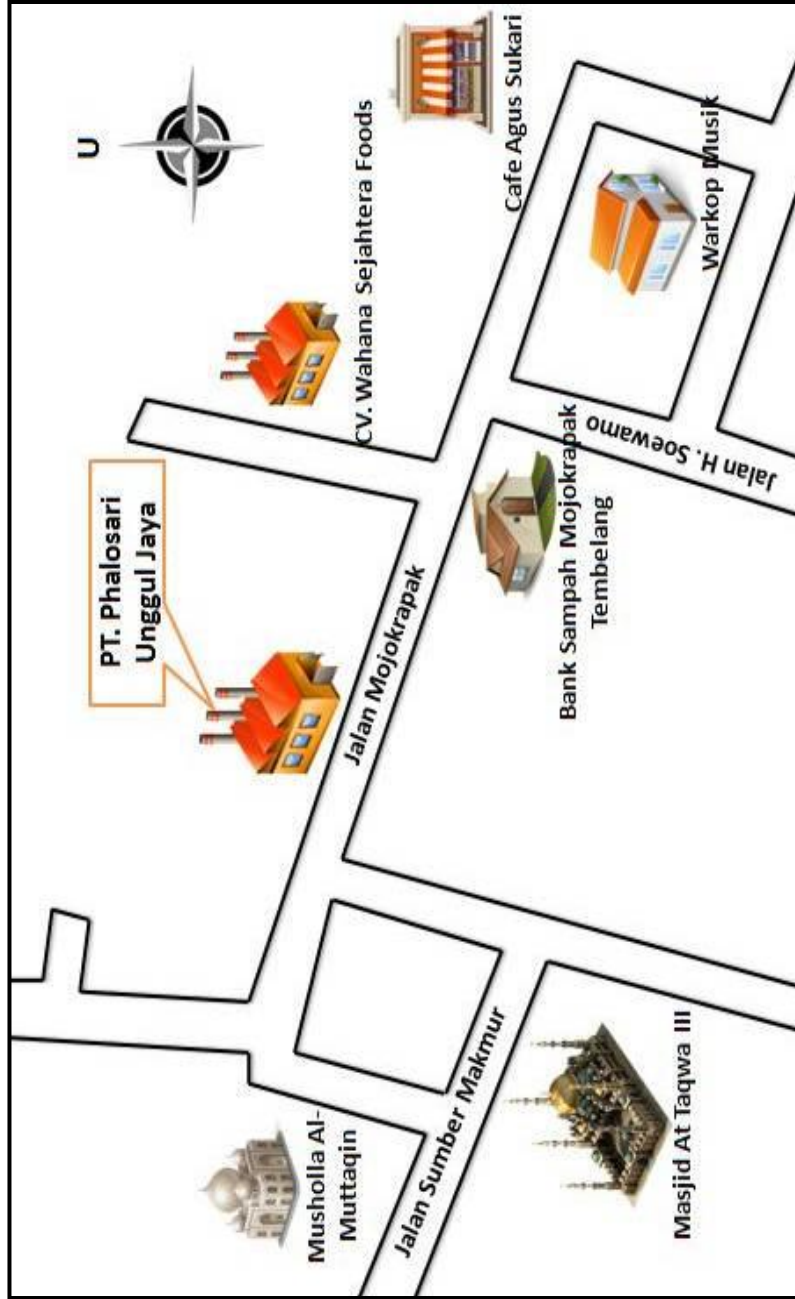 U
PT. Phalosari
Unggul Jaya
CV. Wahana Sejahtera Foods
Cafe Agus Sukari
Musholla Al-
Muttaqin
Jalan Mojokrapak
Jalan Sumber Makmur
Bank Sampah Mojokrapak
Tembelang
Jalan H. Soewarno
Warkop Musik
Masjid At Taqwa III